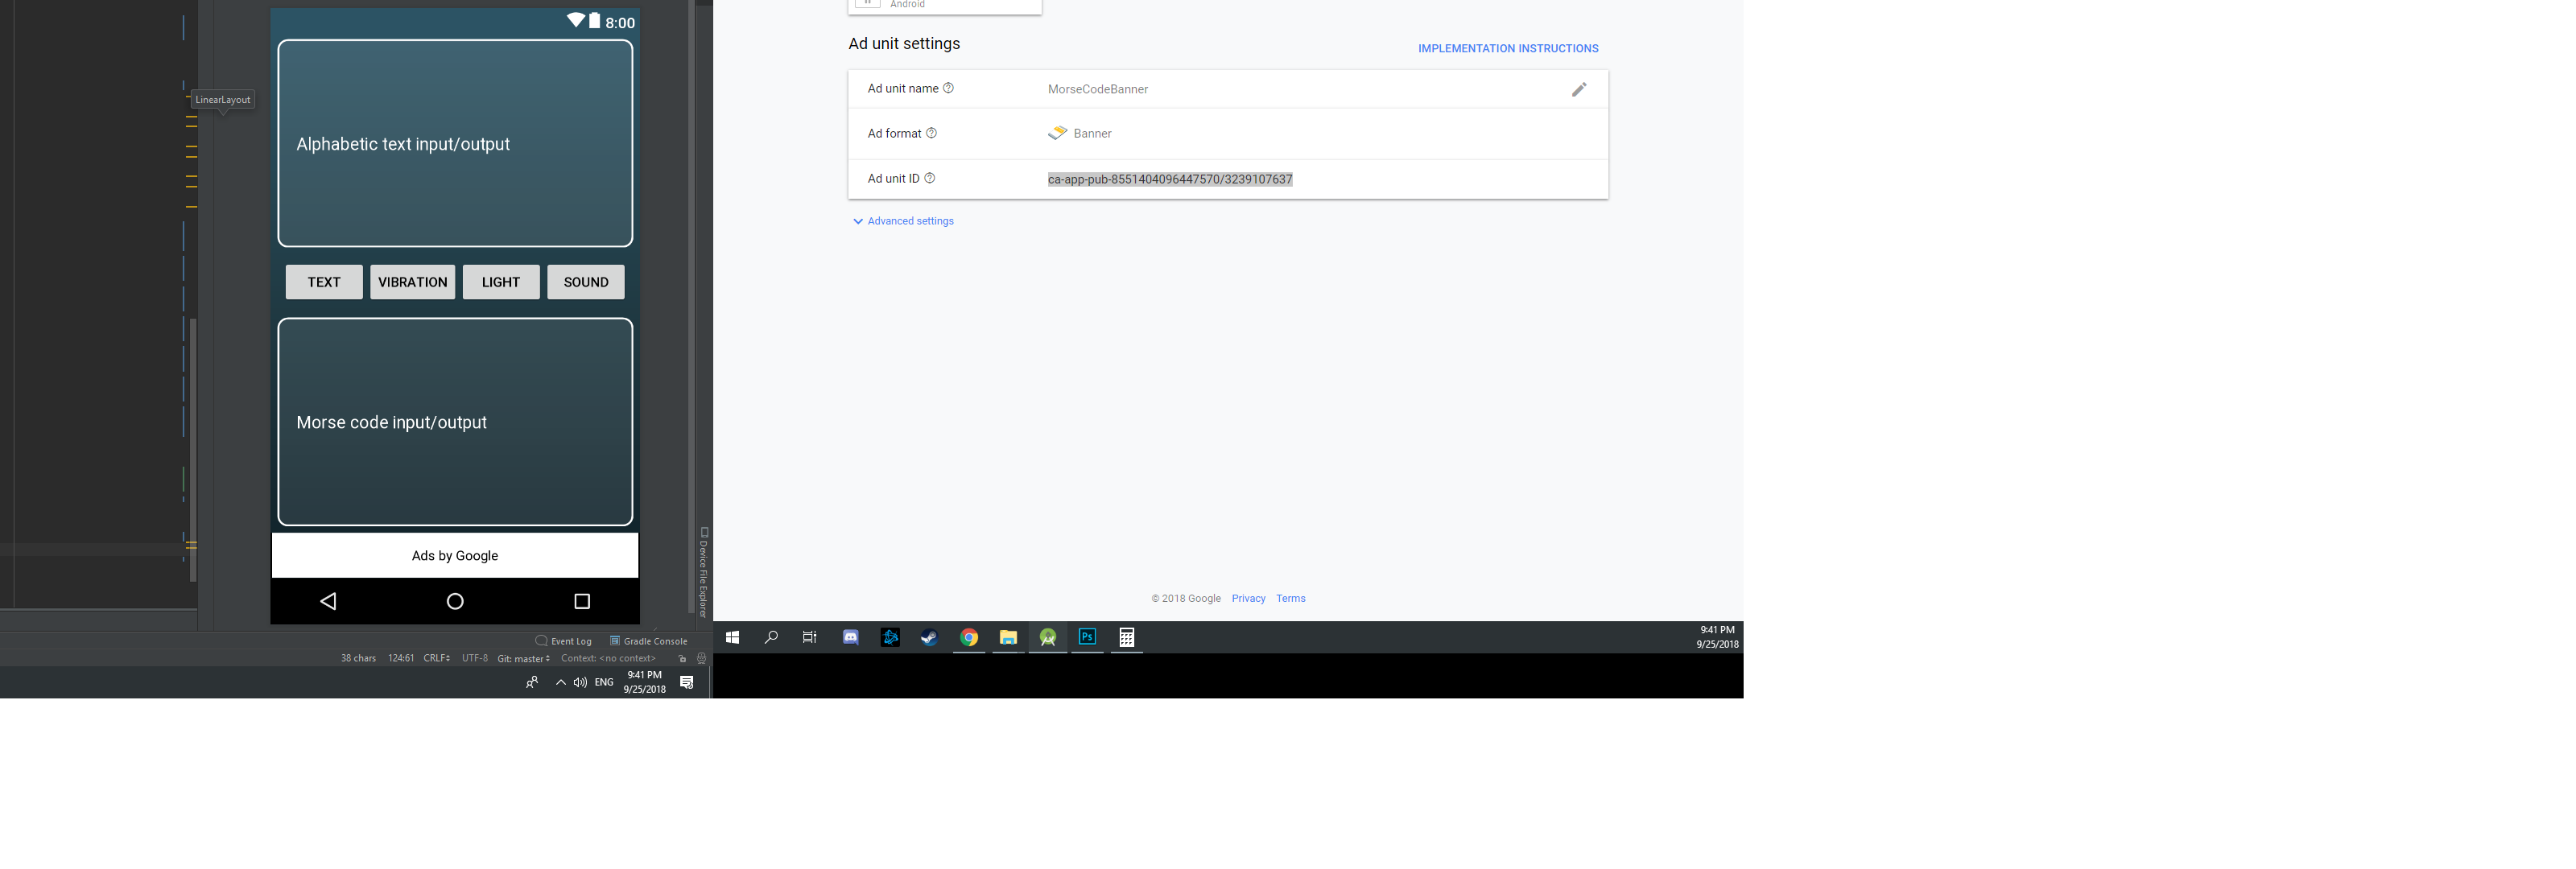 8:00
LinearLayout
Alphabetic text input/output
TEXT
VIBRATION
LIGHT
SOUND
Morse code input/output
Ads by Google
Device File Explorer
Event Log
Gradle Console
38 chars
124:61
CRLF
UTF-8
Git: master
Context: <no context>
ENG
9:41 PM
9/25/2018
Android
Ad unit settings
IMPLEMENTATION INSTRUCTIONS
Ad unit name
MorseCodeBanner
Ad format
Banner
Ad unit ID
ca-app-pub-8551404096447570/3239107637
Advanced settings
© 2018 Google
Privacy
Terms
Ps
9:41 PM
9/25/2018